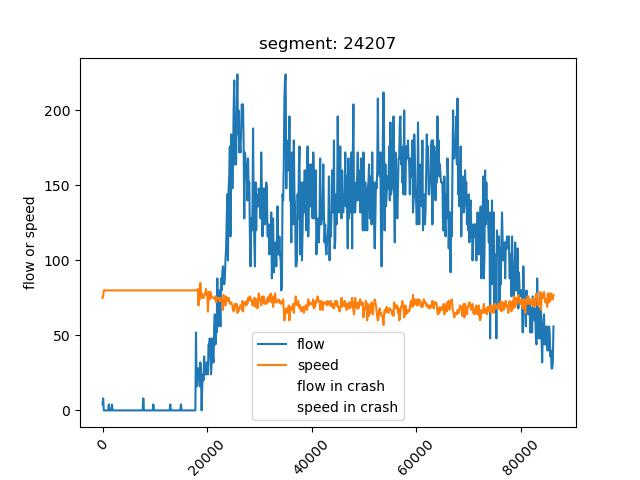 segment: 24207
flow or speed
200
150
100
50
0
flow
speed
flow in crash
speed in crash
0
20000
40000
60000
80000